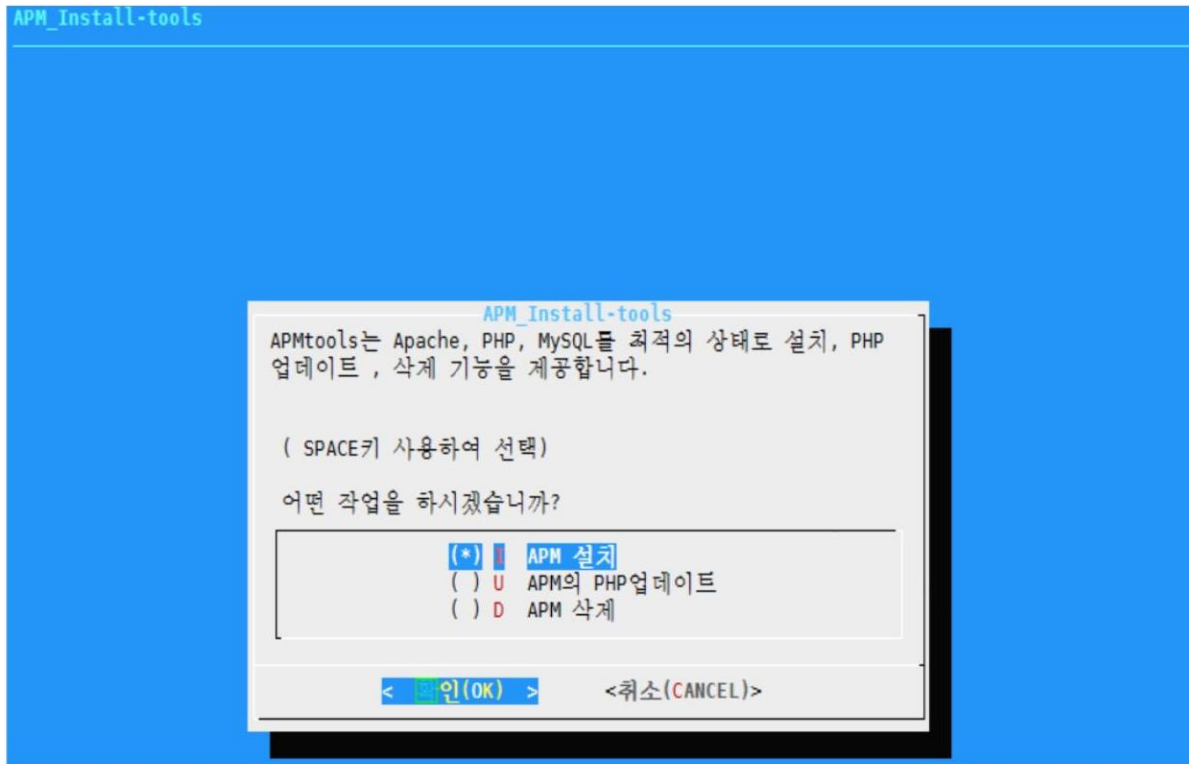 APM_Install-tools
APM_Install-tools
APMtools는 Apache, PHP, MySQL를 최적의 상태로 설치, PHP
업데이트 , 삭제 기능을 제공합니다.
( SPACE키 사용하여 선택)
어떤 작업을 하시겠습니까?
(*) I APM 설치
( ) U APM의 PHP업데이트
( ) D APM 삭제
< 확인(OK) > <취소(CANCEL)>